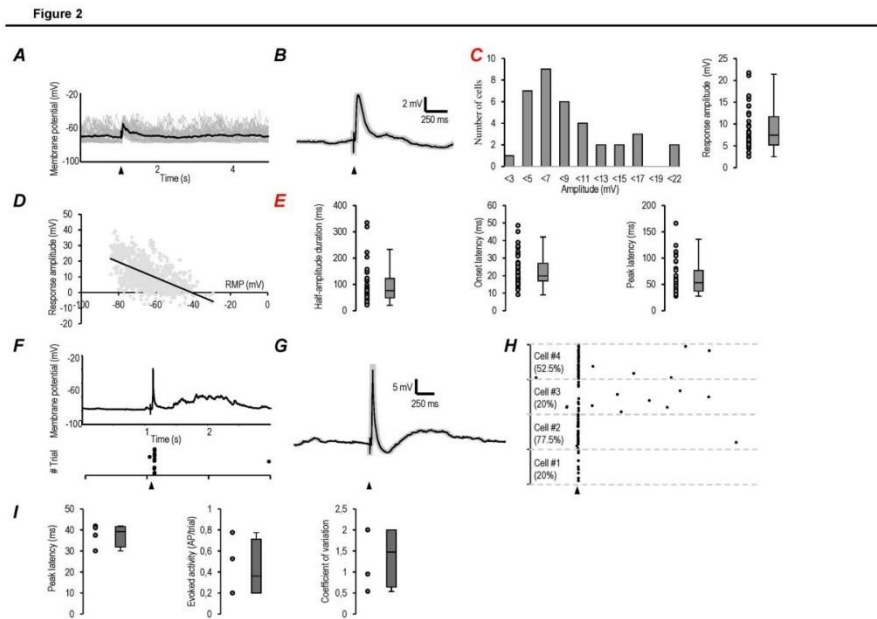 Figure 2
A
Membrane potential (mV)
-20
-60
-100
2
4
Time (s)
B
2 mV
250 ms
C
Number of cells
10
8
6
4
2
0
<3 <5 <7 <9 <11 <13 <15 <17 <19 <22
Amplitude (mV)
Response amplitude (mV)
25
20
15
10
5
0
D
Response amplitude (mV)
50
40
30
20
10
0
-10
-20
RMP (mV)
-100 -80 -60 -40 -20 0
E
Half-amplitude duration (ms)
400
300
200
100
0
Onset latency (ms)
60
50
40
30
20
10
0
Peak latency (ms)
200
150
100
50
0
F
Membrane potential (mV)
-20
-60
-100
1
2
Time (s)
# Trial
G
5 mV
250 ms
H
Cell #4
(52.5%)
Cell #3
(20%)
Cell #2
(77.5%)
Cell #1
(20%)
I
Peak latency (ms)
50
40
30
20
10
0
Evoked activity (AP/trial)
1
0,8
0,6
0,4
0,2
0
Coefficient of variation
2,5
2
1,5
1
0,5
0